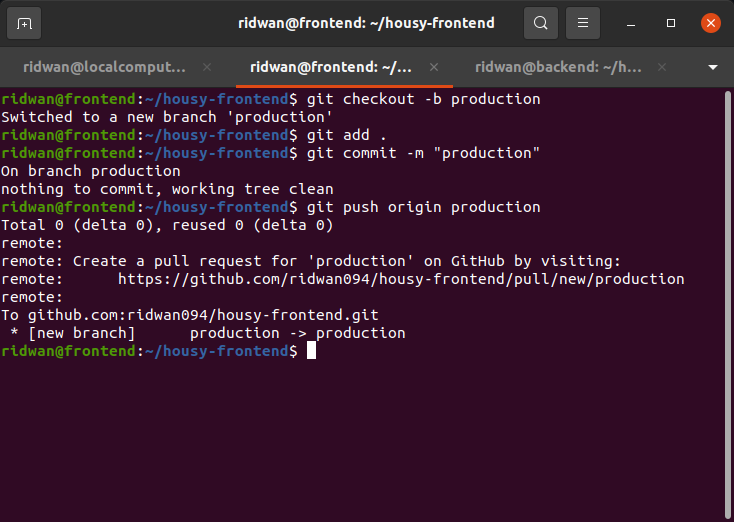 ridwan@frontend: ~/housy-frontend
ridwan@localcomput... × ridwan@frontend: ~/... × ridwan@backend: ~/h... ×
ridwan@frontend:~/housy-frontend$ git checkout -b production
Switched to a new branch 'production'
ridwan@frontend:~/housy-frontend$ git add .
ridwan@frontend:~/housy-frontend$ git commit -m "production"
On branch production
nothing to commit, working tree clean
ridwan@frontend:~/housy-frontend$ git push origin production
Total 0 (delta 0), reused 0 (delta 0)
remote:
remote: Create a pull request for 'production' on GitHub by visiting:
remote:      https://github.com/ridwan094/housy-frontend/pull/new/production
remote:
To github.com:ridwan094/housy-frontend.git
 * [new branch]      production -> production
ridwan@frontend:~/housy-frontend$